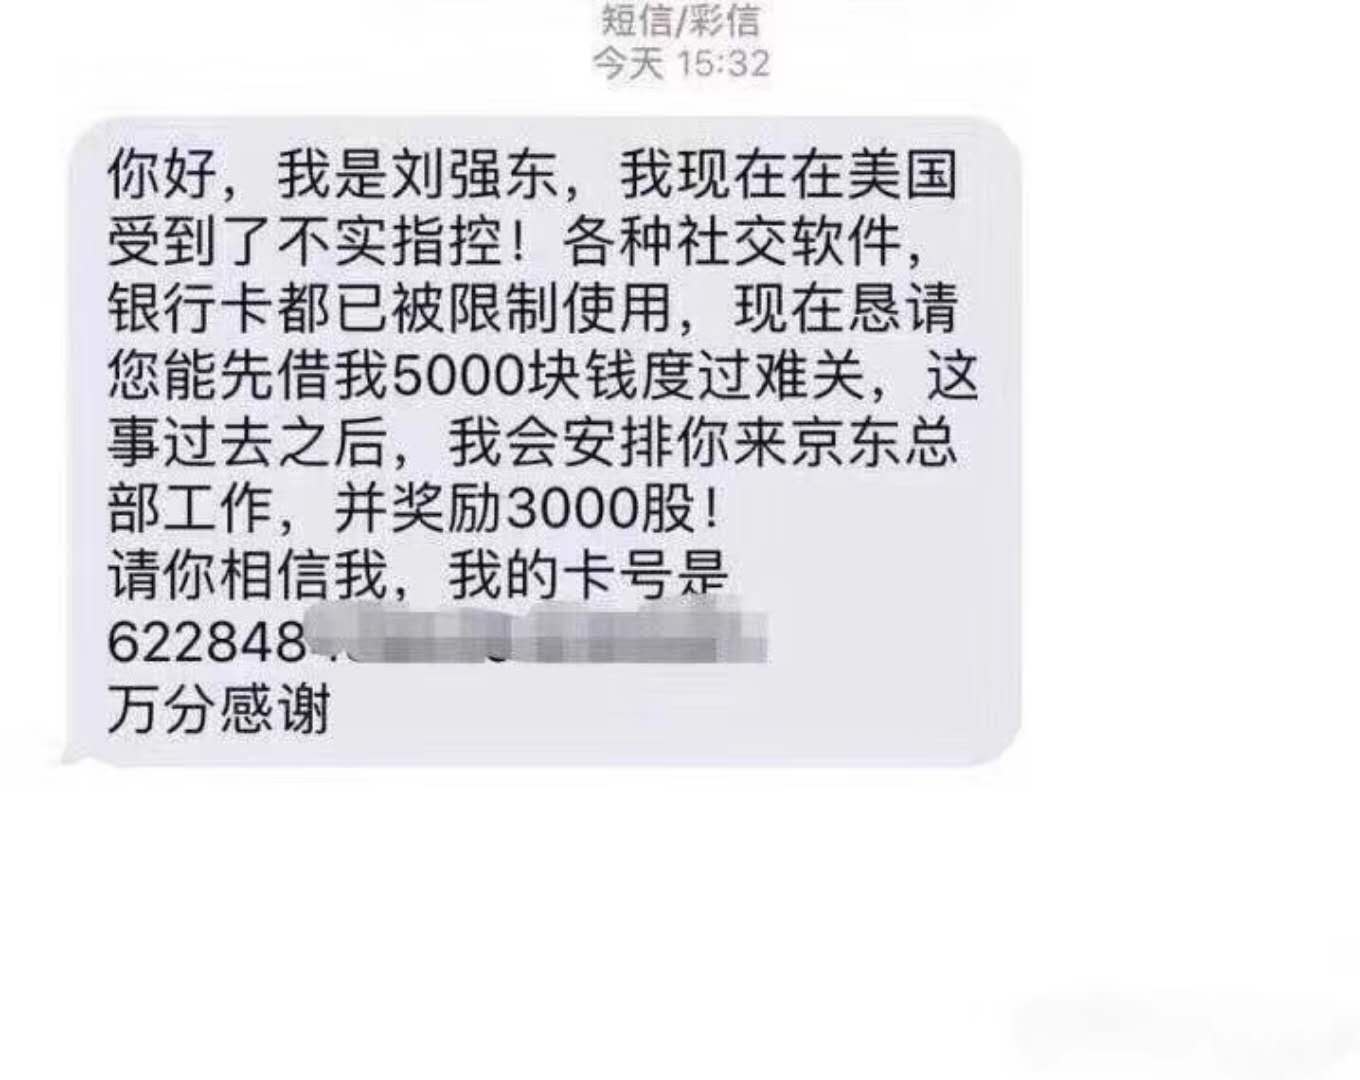 短信/彩信
今天 15:32
你好，我是刘强东，我现在在美国
受到了不实指控！各种社交软件，
银行卡都已被限制使用，现在恳请
您能先借我5000块钱度过难关，这
事过去之后，我会安排你来京东总
部工作，并奖励3000股！
请你相信我，我的卡号是
622848
万分感谢